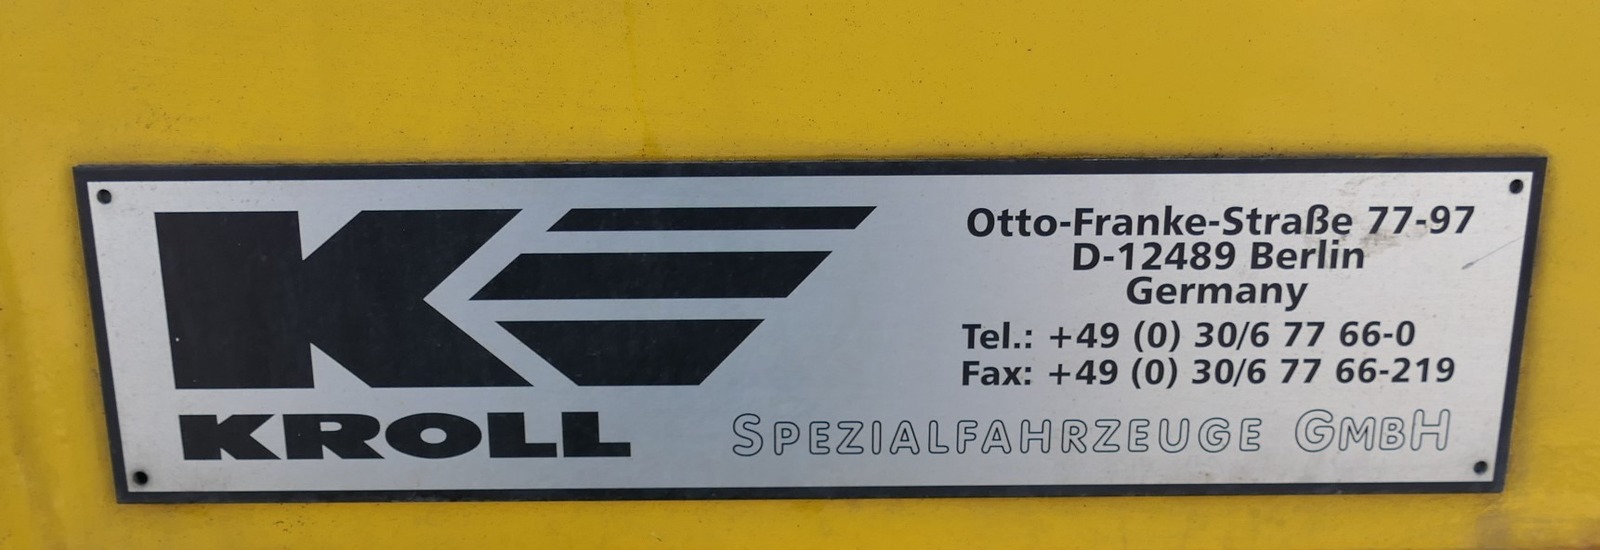 KROLL
Otto-Franke-Straße 77-97
D-12489 Berlin
Germany
Tel.: +49 (0) 30/6 77 66-0
Fax: +49 (0) 30/6 77 66-219
SPEZIALFAHRZEUGE GMBH